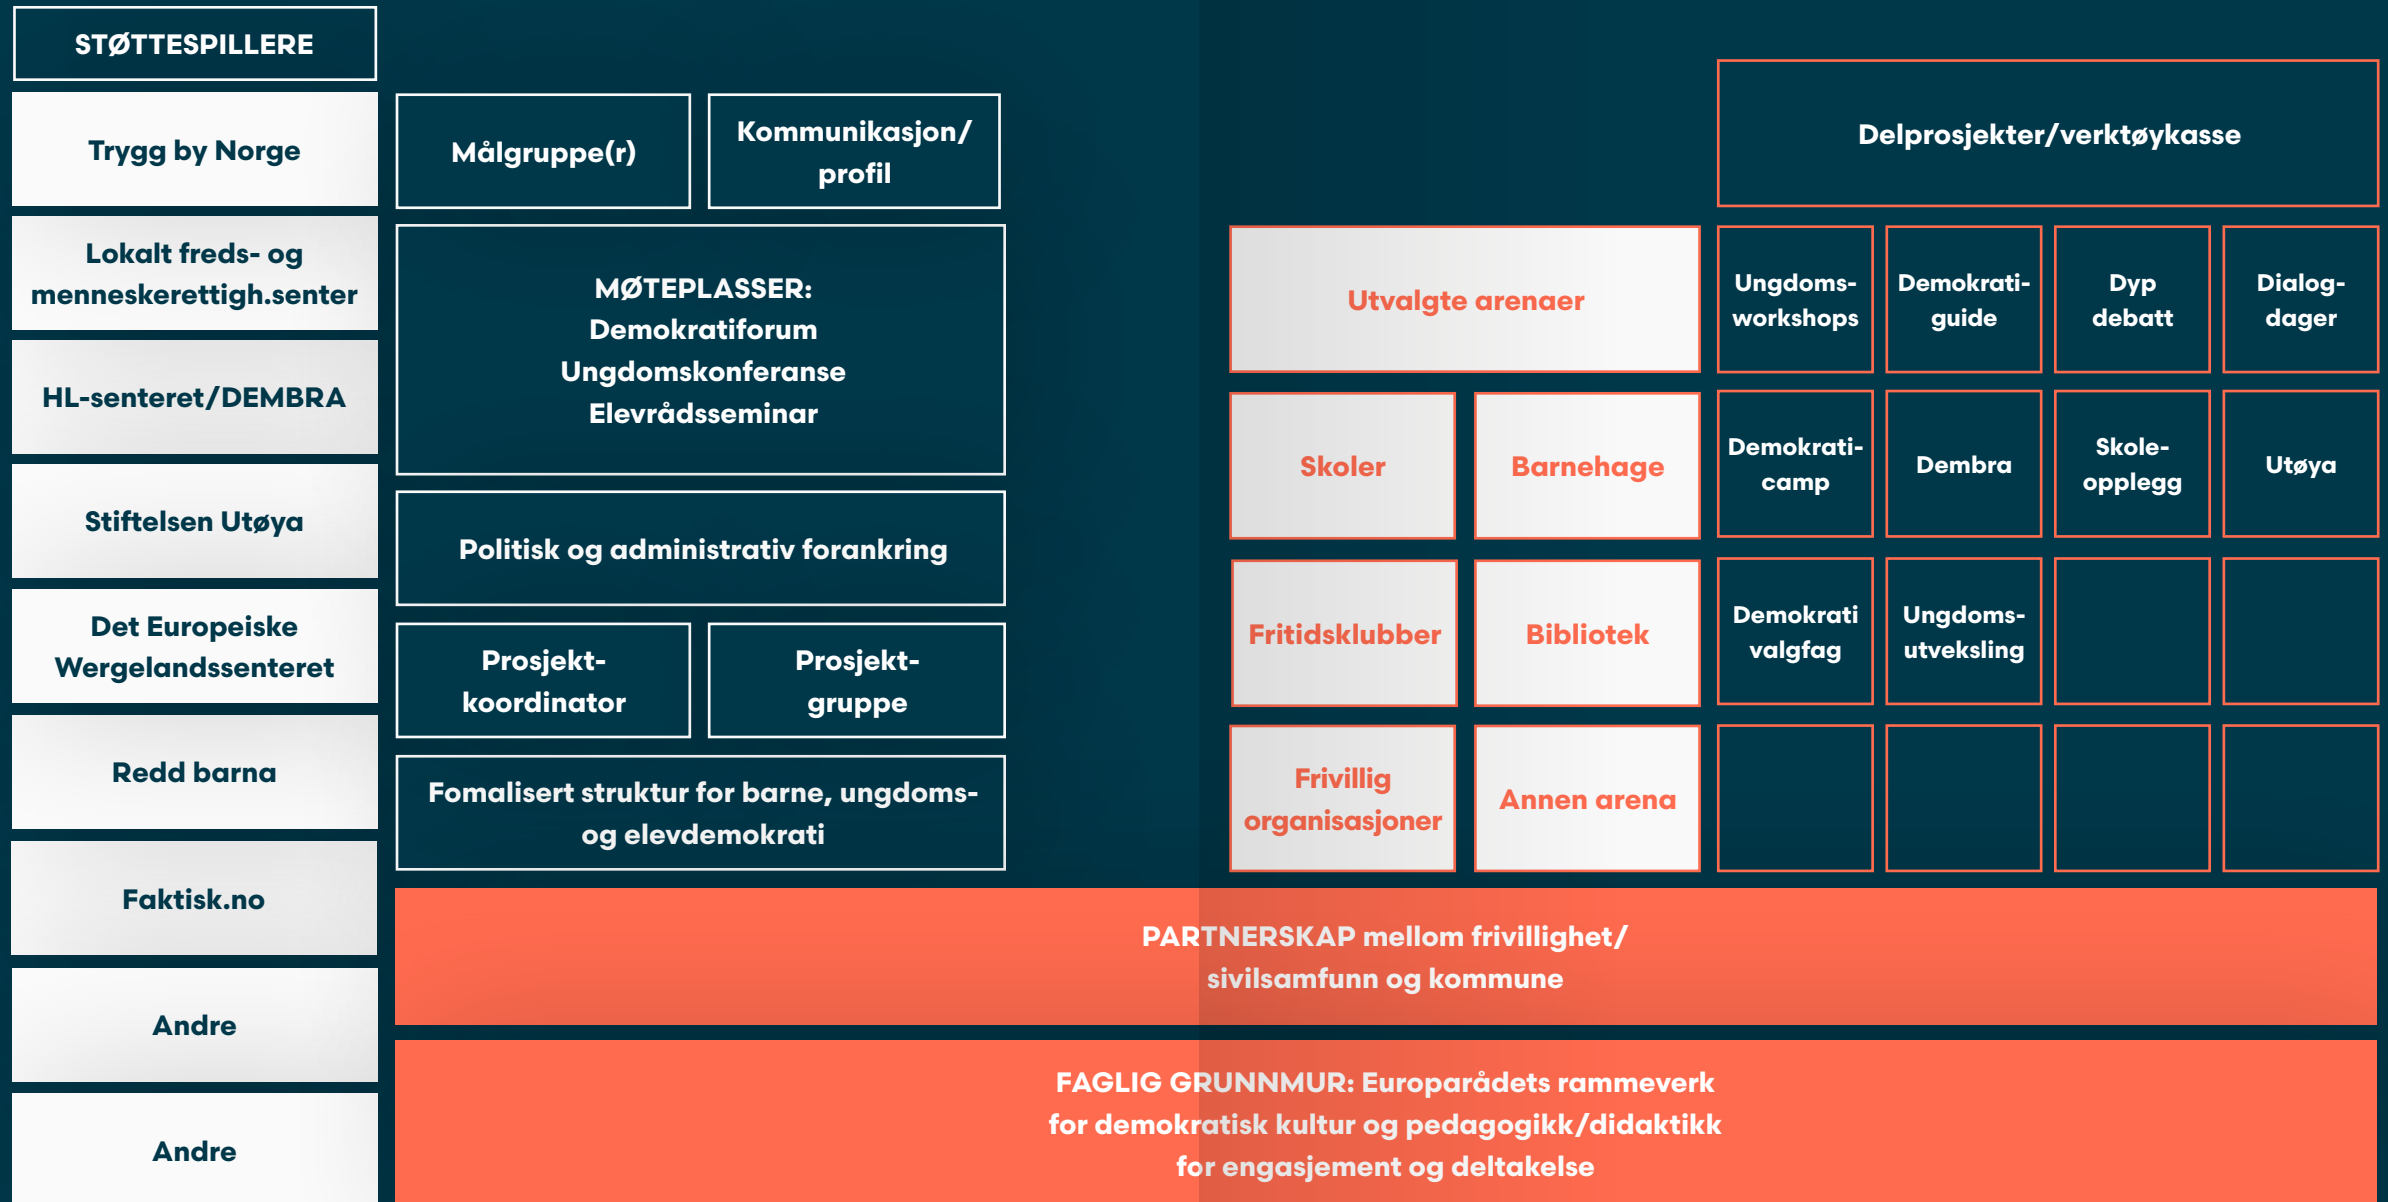 STØTTESPILLERE
Trygg by Norge
Lokalt freds- og
menneskerettigh.senter
HL-senteret/DEMBRA
Stiftelsen Utøya
Det Europeiske
Wergelandssenteret
Redd barna
Faktisk.no
Andre
Andre
Målgruppe(r)
Kommunikasjon/
profil
MØTEPLASSER:
Demokratiforum
Ungdomskonferanse
Elevrådsseminar
Politisk og administrativ forankring
Prosjekt-
koordinator
Prosjekt-
gruppe
Fomalisert struktur for barne, ungdoms-
og elevdemokrati
Utvalgte arenaer
Skoler
Barnehage
Fritidsklubber
Bibliotek
Frivillig
organisasjoner
Annen arena
Delprosjekter/verktøykasse
Ungdoms-
workshops
Demokrati-
guide
Dyp
debatt
Dialog-
dager
Demokrati-
camp
Dembra
Skole-
opplegg
Utøya
Demokrati
valgfag
Ungdoms-
utveksling
PARTNERSKAP mellom frivillighet/
sivilsamfunn og kommune
FAGLIG GRUNNMUR: Europarådets rammeverk
for demokratisk kultur og pedagogikk/didaktikk
for engasjement og deltakelse